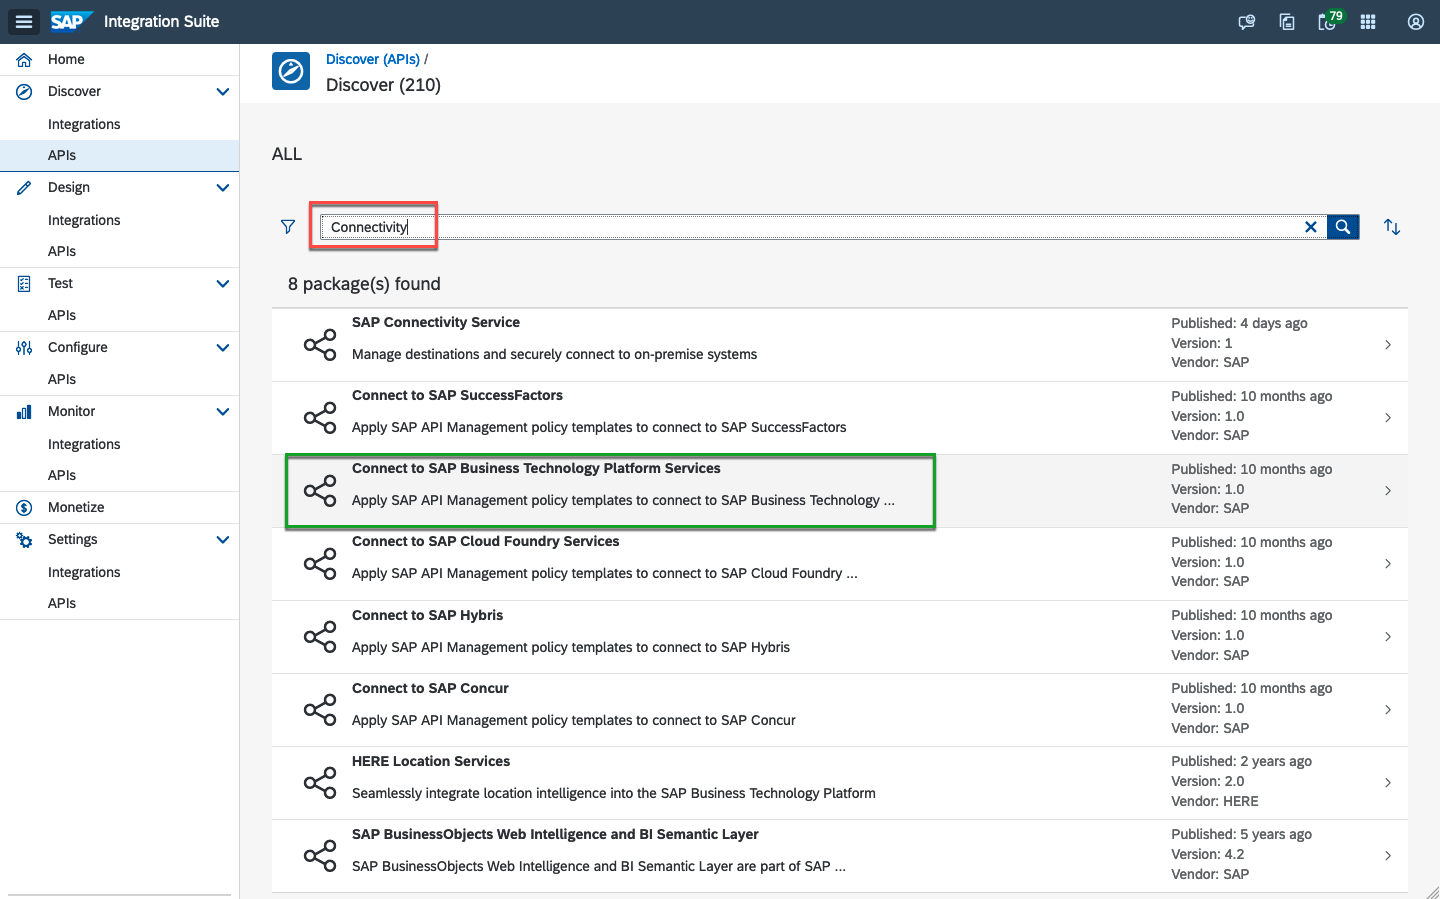 SAP Integration Suite
79
Home
Discover
Integrations
APIs
Design
Integrations
APIs
Test
APIs
Configure
APIs
Monitor
Integrations
APIs
Monetize
Settings
Integrations
APIs
Discover (APIs) /
Discover (210)
ALL
Connectivity
8 package(s) found
SAP Connectivity Service
Manage destinations and securely connect to on-premise systems
Published: 4 days ago
Version: 1
Vendor: SAP
Connect to SAP SuccessFactors
Apply SAP API Management policy templates to connect to SAP SuccessFactors
Published: 10 months ago
Version: 1.0
Vendor: SAP
Connect to SAP Business Technology Platform Services
Apply SAP API Management policy templates to connect to SAP Business Technology ...
Published: 10 months ago
Version: 1.0
Vendor: SAP
Connect to SAP Cloud Foundry Services
Apply SAP API Management policy templates to connect to SAP Cloud Foundry ...
Published: 10 months ago
Version: 1.0
Vendor: SAP
Connect to SAP Hybris
Apply SAP API Management policy templates to connect to SAP Hybris
Published: 10 months ago
Version: 1.0
Vendor: SAP
Connect to SAP Concur
Apply SAP API Management policy templates to connect to SAP Concur
Published: 10 months ago
Version: 1.0
Vendor: SAP
HERE Location Services
Seamlessly integrate location intelligence into the SAP Business Technology Platform
Published: 2 years ago
Version: 2.0
Vendor: HERE
SAP BusinessObjects Web Intelligence and BI Semantic Layer
SAP BusinessObjects Web Intelligence and BI Semantic Layer are part of SAP ...
Published: 5 years ago
Version: 4.2
Vendor: SAP